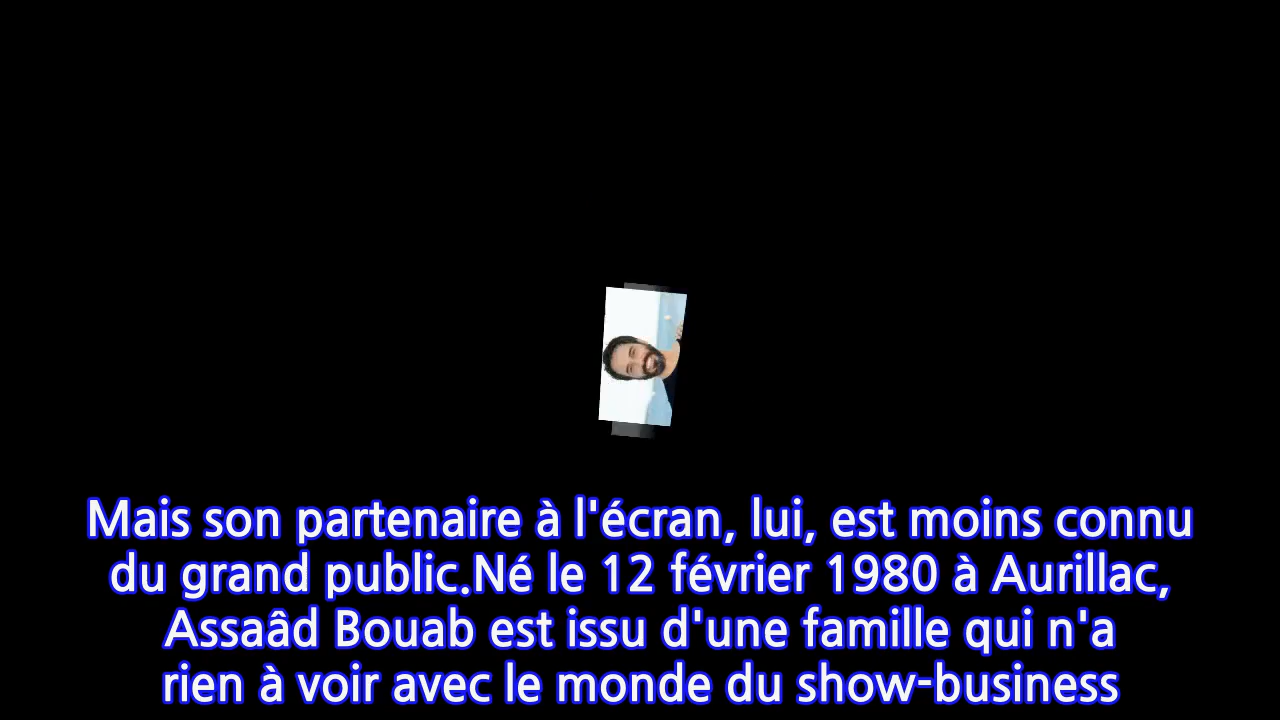 Mais son partenaire à l'écran, lui, est moins connu
du grand public.Né le 12 février 1980 à Aurillac,
Assaâd Bouab est issu d'une famille qui n'a
rien à voir avec le monde du show-business